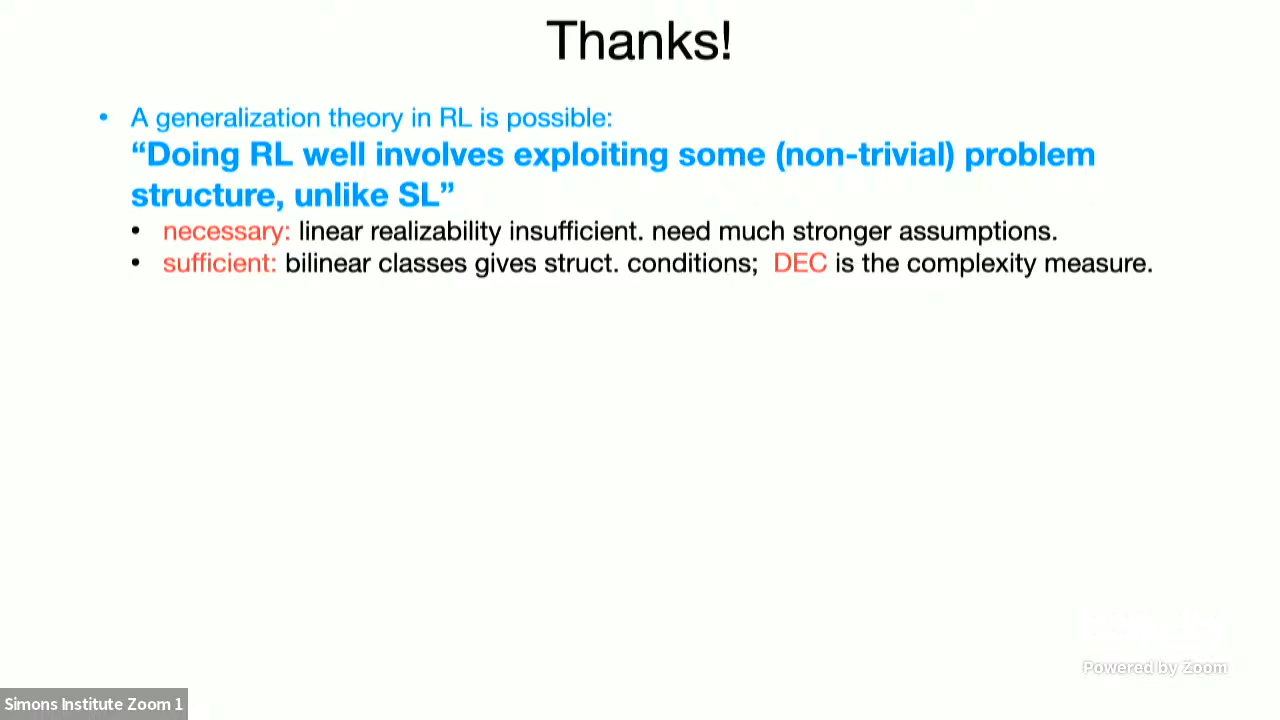 Thanks!
• A generalization theory in RL is possible:
“Doing RL well involves exploiting some (non-trivial) problem
structure, unlike SL”
• necessary: linear realizability insufficient. need much stronger assumptions.
• sufficient: bilinear classes gives struct. conditions; DEC is the complexity measure.
Powered by Zoom
Simons Institute Zoom 1